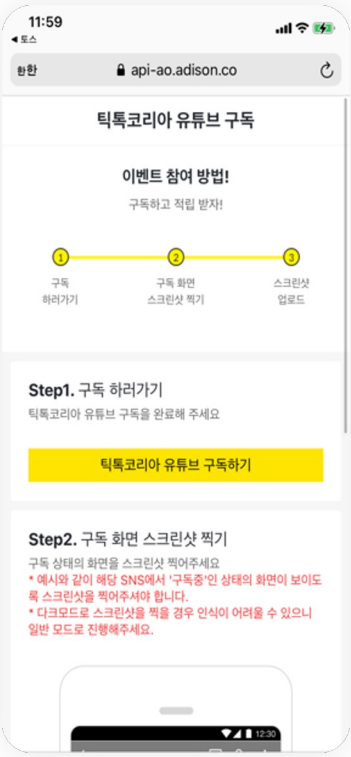 11:59
◀ 토스
환한 api-ao.adison.co
틱톡코리아 유튜브 구독
이벤트 참여 방법!
구독하고 적립 받자!
1 2 3
구독 하러가기
구독 화면 스크린샷 찍기
스크린샷 업로드
Step1. 구독 하러가기
틱톡코리아 유튜브 구독을 완료해 주세요
틱톡코리아 유튜브 구독하기
Step2. 구독 화면 스크린샷 찍기
구독 상태의 화면을 스크린샷 찍어주세요
* 예시와 같이 해당 SNS에서 '구독중'인 상태의 화면이 보이도
록 스크린샷을 찍어주셔야 합니다.
* 다크모드로 스크린샷을 찍을 경우 인식이 어려울 수 있으니
일반 모드로 진행해주세요.
12:30